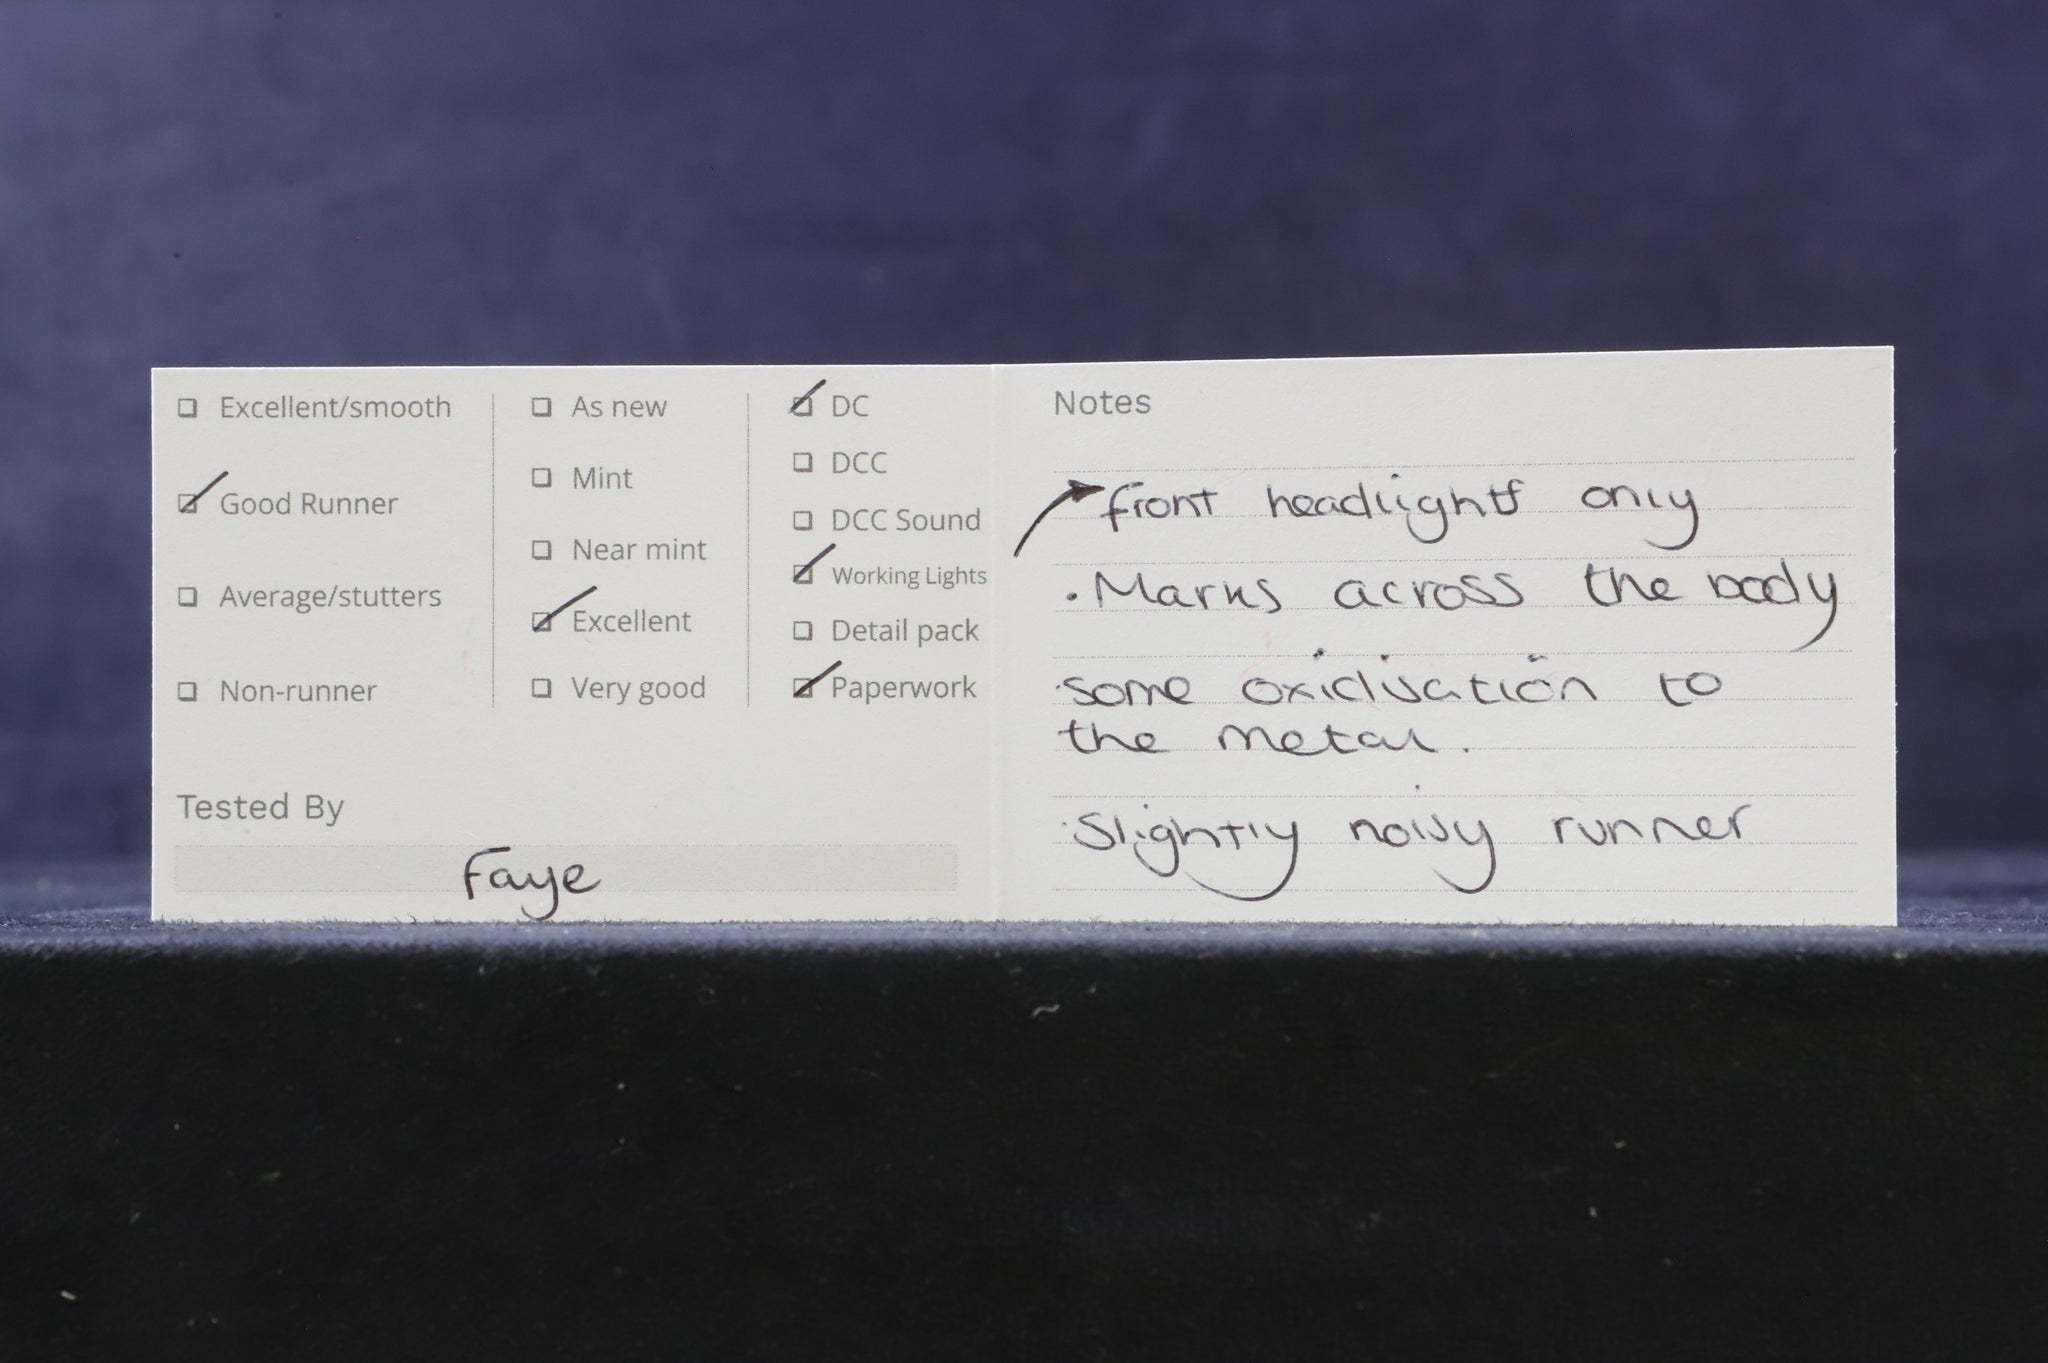 Excellent/smooth
Good Runner
Average/stutters
Non-runner
As new
Mint
Near mint
Excellent
Very good
DC
DCC
DCC Sound
Working Lights
Detail pack
Paperwork
Tested By
Faye
Notes
front headlights only
• Marks across the body
·some oxidisation to
the metal.
·Slightly noisy runner